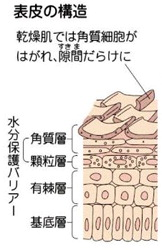 表皮の構造
乾燥肌では角質細胞が
すきま
はがれ、隙間だらけに
水分保護バリアー
角質層
顆粒層
有棘層
基底層